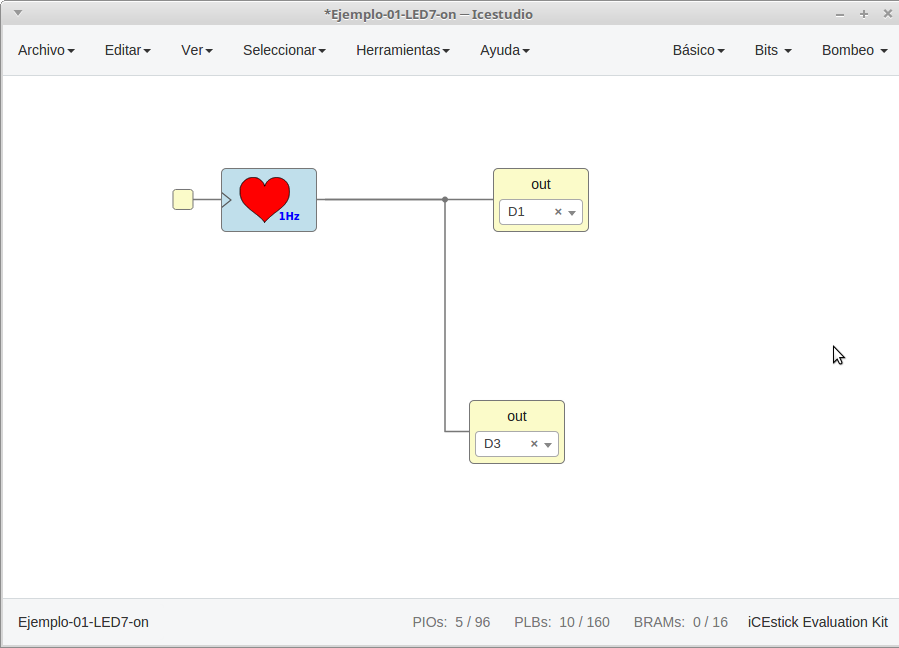 *Ejemplo-01-LED7-on — Icestudio
Archivo Editar Ver Seleccionar Herramientas Ayuda Básico Bits Bombeo
1Hz
out
D1 ×
out
D3 ×
Ejemplo-01-LED7-on PIOs: 5 / 96 PLBs: 10 / 160 BRAMs: 0 / 16 iCEstick Evaluation Kit